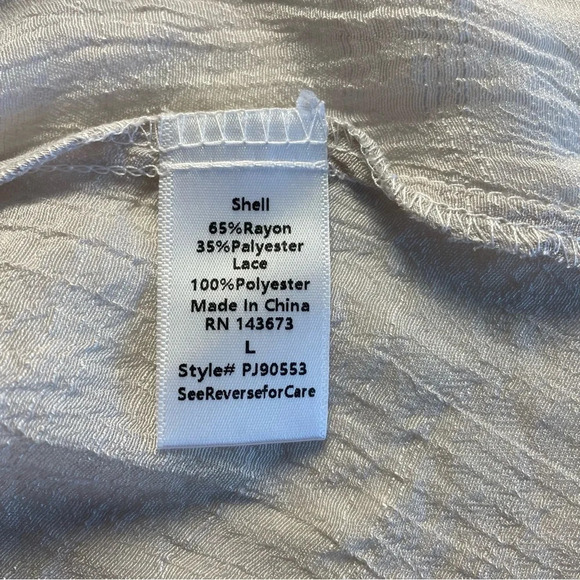 Shell
65%Rayon
35%Palyester
Lace
100%Polyester
Made In China
RN 143673
L
Style# PJ90553
SeeReverseforCare